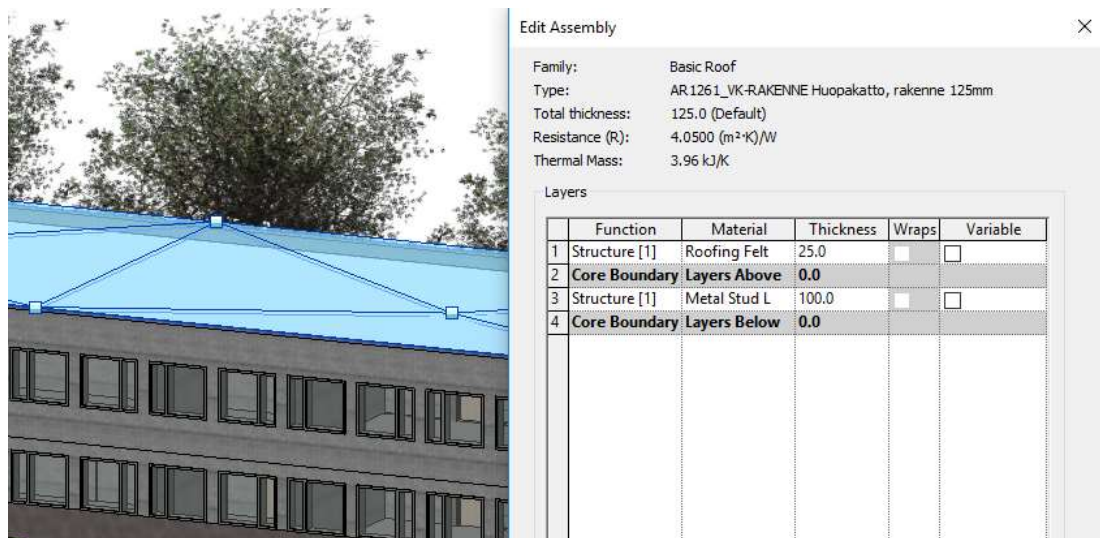 Edit Assembly
Family: Basic Roof
Type: AR1261_VK-RAKENNE Huopakatto, rakenne 125mm
Total thickness: 125.0 (Default)
Resistance (R): 4.0500 (m²·K)/W
Thermal Mass: 3.96 kJ/K
Layers
Function Material Thickness Wraps Variable
1 Structure [1] Roofing Felt 25.0
2 Core Boundary Layers Above 0.0
3 Structure [1] Metal Stud L 100.0
4 Core Boundary Layers Below 0.0